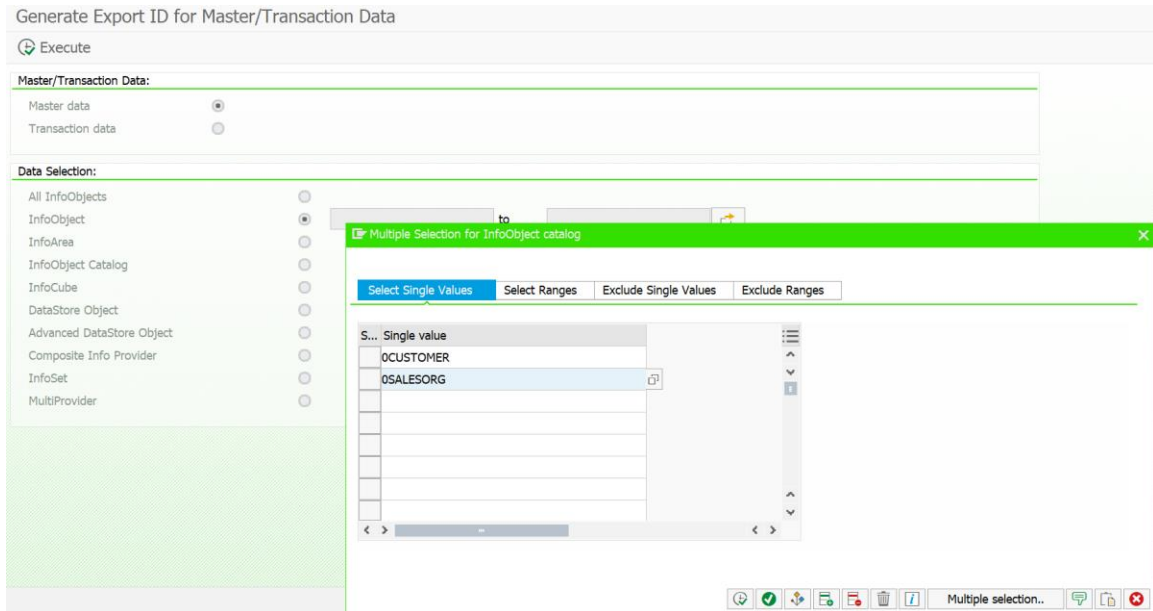 Generate Export ID for Master/Transaction Data
Execute
Master/Transaction Data:
Master data
Transaction data
Data Selection:
All InfoObjects
InfoObject to
InfoArea
InfoObject Catalog
InfoCube
DataStore Object
Advanced DataStore Object
Composite Info Provider
InfoSet
MultiProvider
Multiple Selection for InfoObject catalog
Select Single Values Select Ranges Exclude Single Values Exclude Ranges
S... Single value
0CUSTOMER
0SALESORG
Multiple selection..